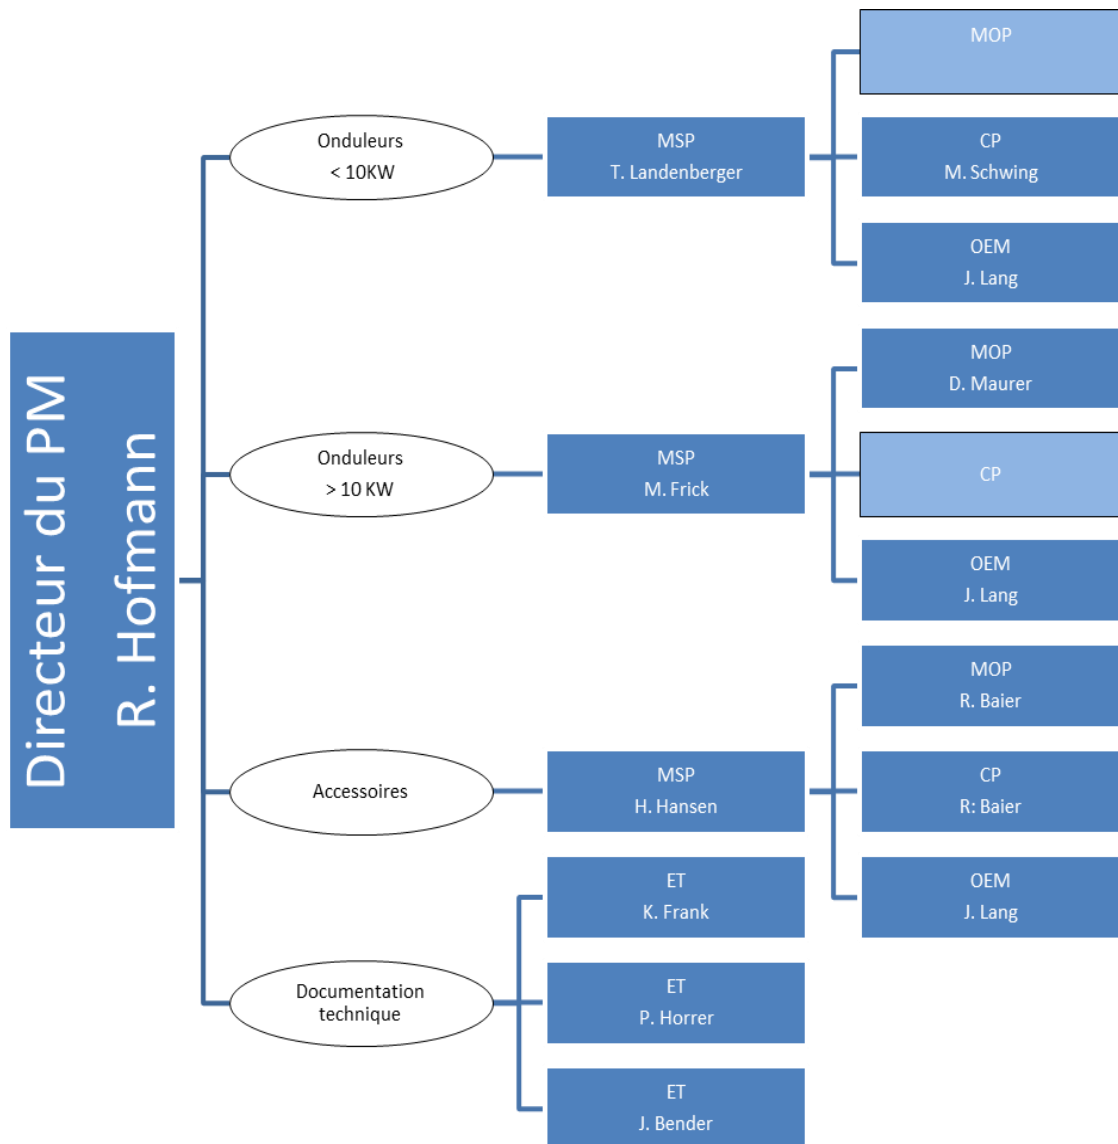 Directeur du PM
R. Hofmann
Onduleurs
< 10KW
MSP
T. Landenberger
MOP
CP
M. Schwing
OEM
J. Lang
Onduleurs
> 10 KW
MSP
M. Frick
MOP
D. Maurer
CP
OEM
J. Lang
Accessoires
MSP
H. Hansen
MOP
R. Baier
CP
R: Baier
OEM
J. Lang
Documentation
technique
ET
K. Frank
ET
P. Horrer
ET
J. Bender